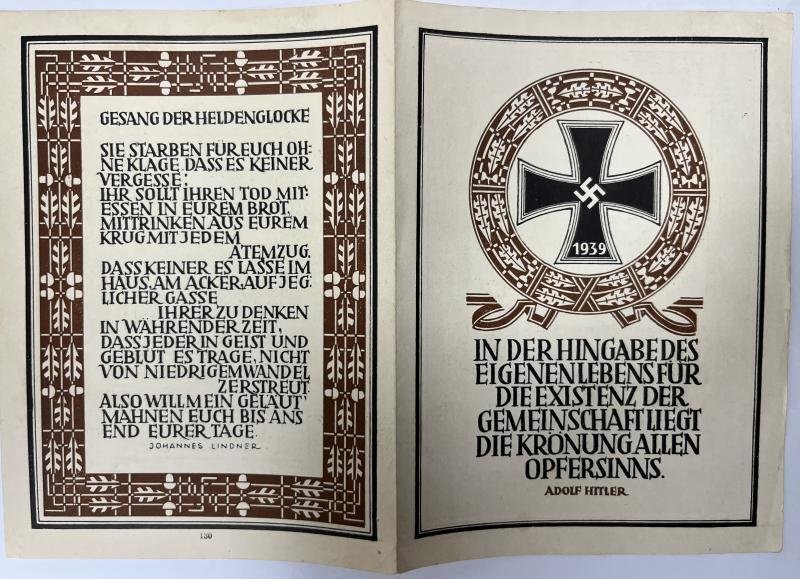 GESANG DER HELDENGLOCKE
SIE STARBEN FÜR EUCH OH-
NE KLAGE, DASS ES KEINER
VERGESSE:
IHR SOLLT IHREN TOD MIT-
ESSEN IN EUREM BROT,
MITTRINKEN AUS EUREM
KRUG MIT JEDEM
ATEMZUG.
DASS KEINER ES LASSE IM
HAUS, AM ACKER, AUF JEG-
LICHER GASSE
IHRER ZU DENKEN
IN WÄHRENDER ZEIT,
DASS JEDER IN GEIST UND
GEBLÜT ES TRAGE, NICHT
VON NIEDRIGEM WANDEL
ZERSTREUT
ALSO WILL MEIN GELÄUT'
MAHNEN EUCH BIS ANS
END EURER TAGE.
JOHANNES LINDNER
130
1939
IN DER HINGABE DES
EIGENEN LEBENS FÜR
DIE EXISTENZ DER
GEMEINSCHAFT LIEGT
DIE KRÖNUNG ALLEN
OPFERSINNS.
ADOLF HITLER